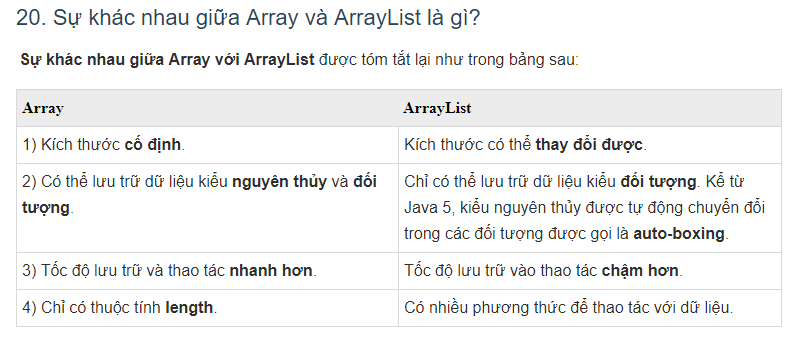 20. Sự khác nhau giữa Array và ArrayList là gì?
Sự khác nhau giữa Array với ArrayList được tóm tắt lại như trong bảng sau:
Array
ArrayList
1) Kích thước cố định.
Kích thước có thể thay đổi được.
2) Có thể lưu trữ dữ liệu kiểu nguyên thủy và đối
tượng.
Chỉ có thể lưu trữ dữ liệu kiểu đối tượng. Kể từ
Java 5, kiểu nguyên thủy được tự động chuyển đổi
trong các đối tượng được gọi là auto-boxing.
3) Tốc độ lưu trữ và thao tác nhanh hơn.
Tốc độ lưu trữ vào thao tác chậm hơn.
4) Chỉ có thuộc tính length.
Có nhiều phương thức để thao tác với dữ liệu.